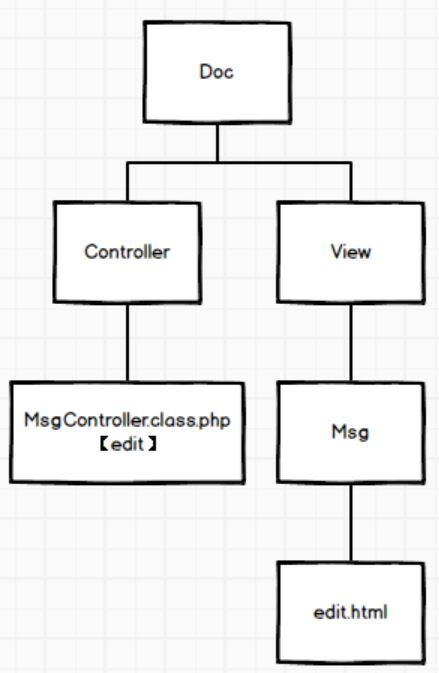 Doc
Controller
View
MsgController.class.php
【edit】
Msg
edit.html